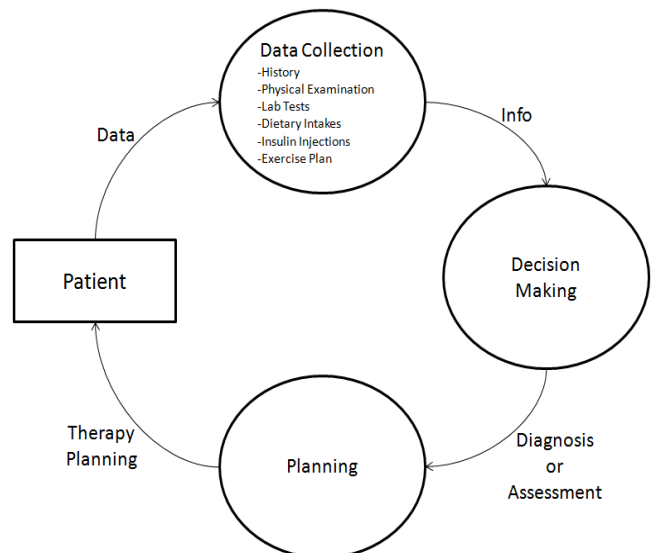 Data Collection
-History
-Physical Examination
-Lab Tests
-Dietary Intakes
-Insulin Injections
-Exercise Plan
Data
Info
Patient
Decision
Making
Therapy
Planning
Planning
Diagnosis
or
Assessment